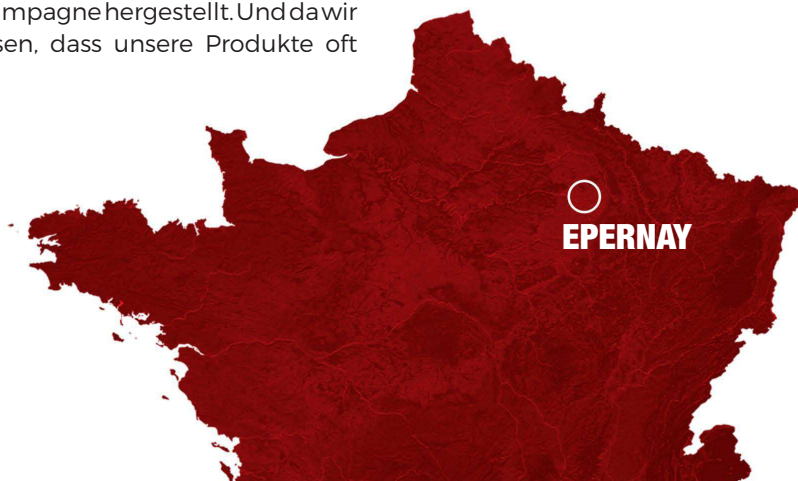 mpagne hergestellt. Und da wir
sen, dass unsere Produkte oft
EPERNAY